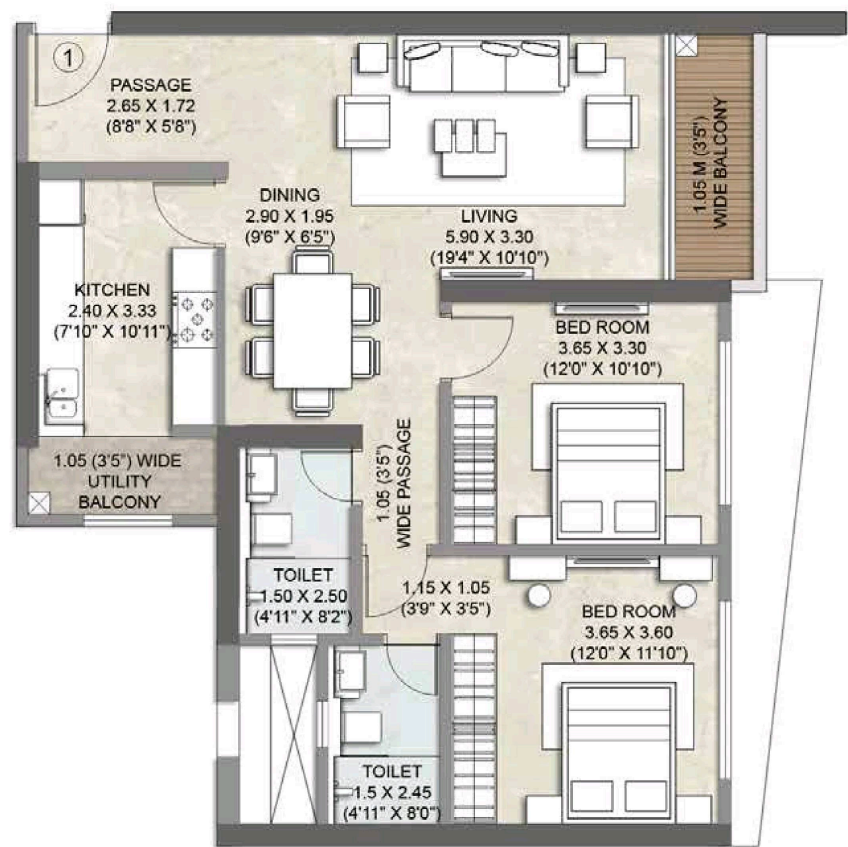 1
PASSAGE
2.65 X 1.72
(8'8" X 5'8")
1.05 M (3'5")
WIDE BALCONY
DINING
2.90 X 1.95
(9'6" X 6'5")
LIVING
5.90 X 3.30
(19'4" X 10'10")
KITCHEN
2.40 X 3.33
(7'10" X 10'11")
BED ROOM
3.65 X 3.30
(12'0" X 10'10")
1.05 (3'5") WIDE
UTILITY
BALCONY
1.05 (3'5")
WIDE PASSAGE
TOILET
1.50 X 2.50
(4'11" X 8'2")
1.15 X 1.05
(3'9" X 3'5")
BED ROOM
3.65 X 3.60
(12'0" X 11'10")
TOILET
1.5 X 2.45
(4'11" X 8'0")